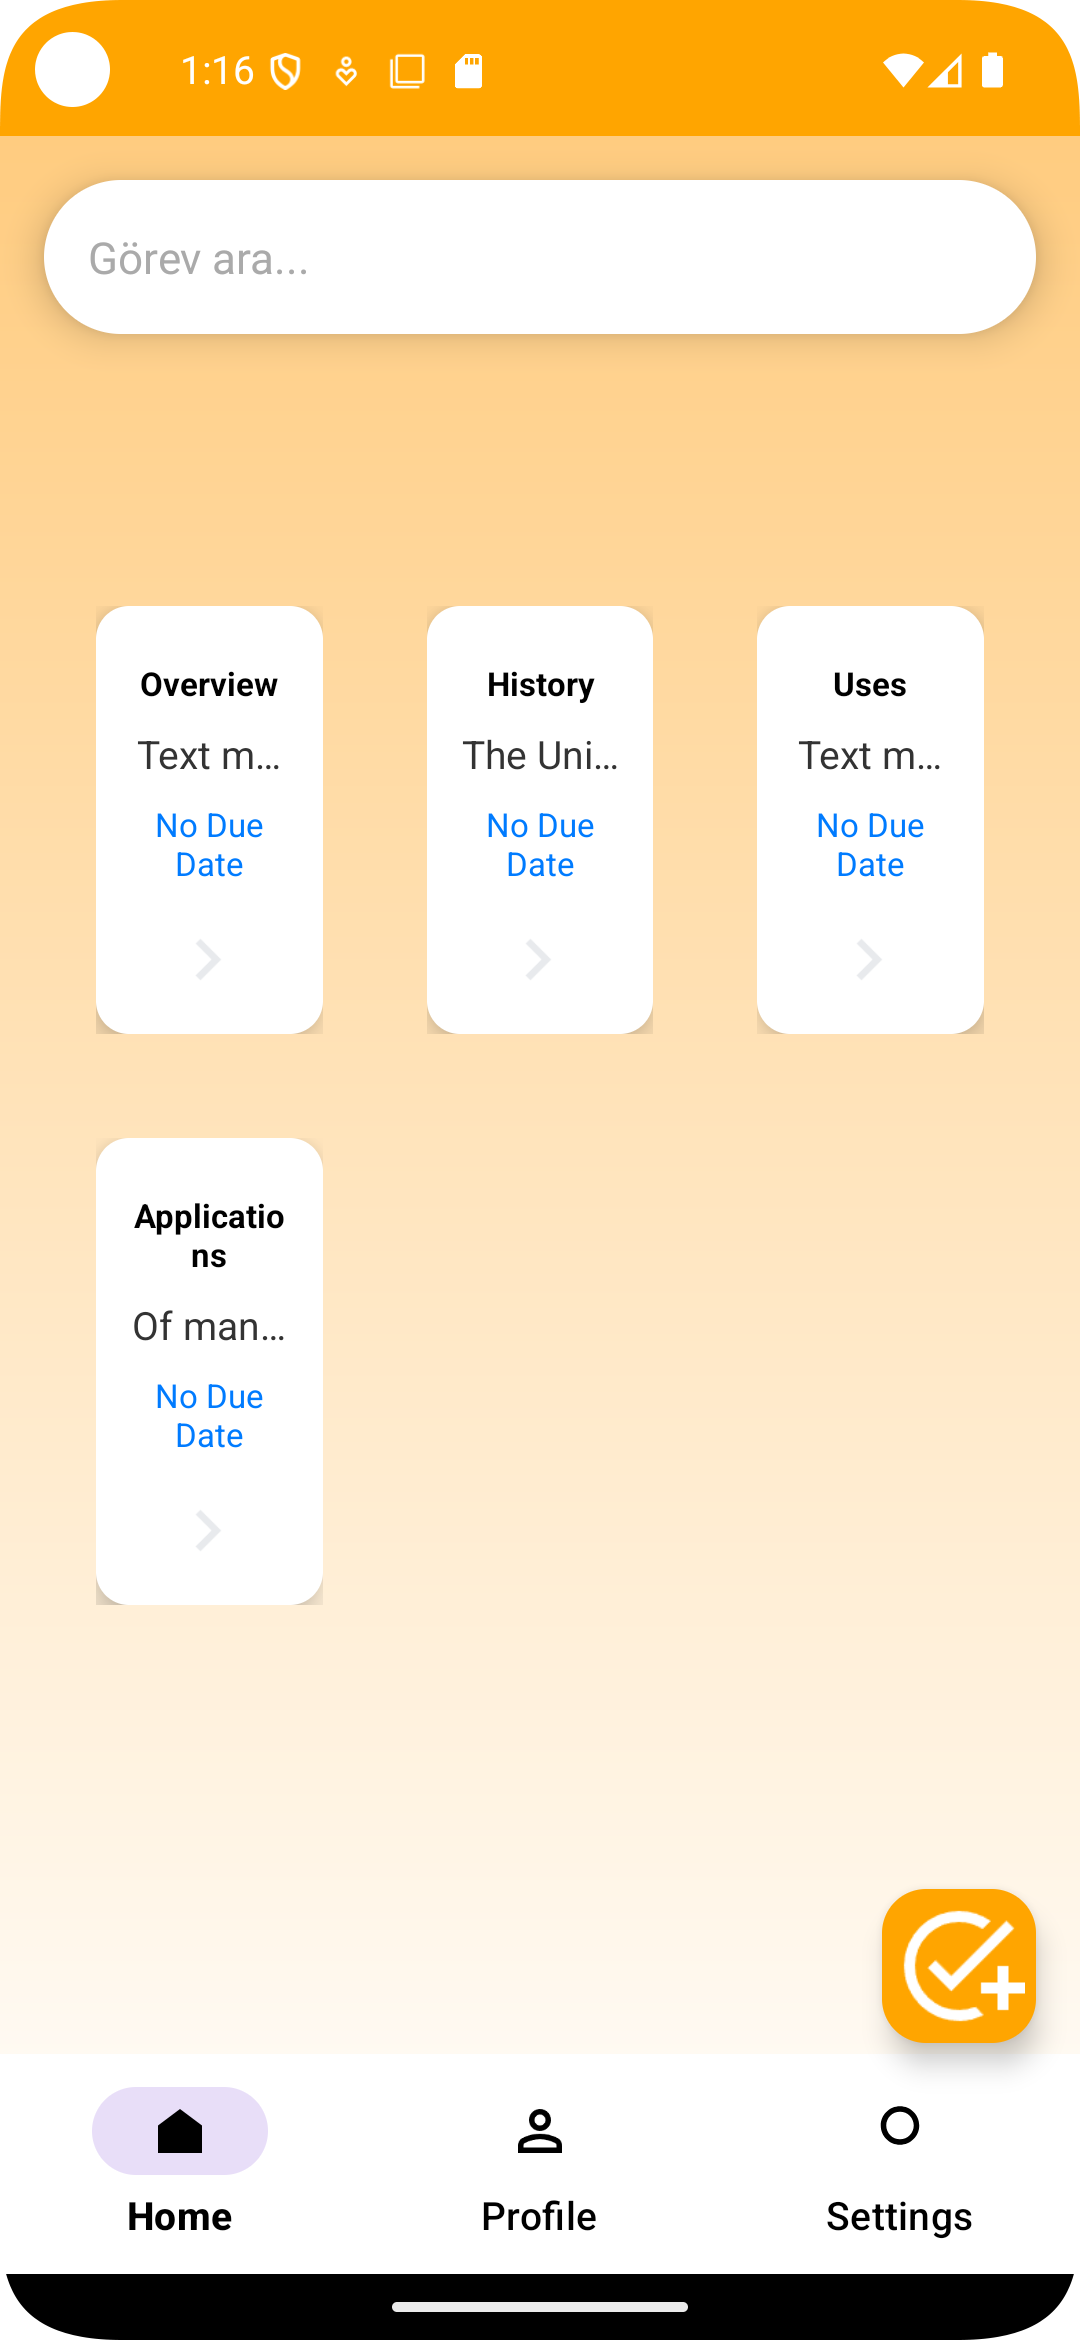 1:16
Görev ara...
Overview
Text m...
No Due
Date
History
The Uni...
No Due
Date
Uses
Text m...
No Due
Date
Applicatio
ns
Of man...
No Due
Date
Home
Profile
Settings